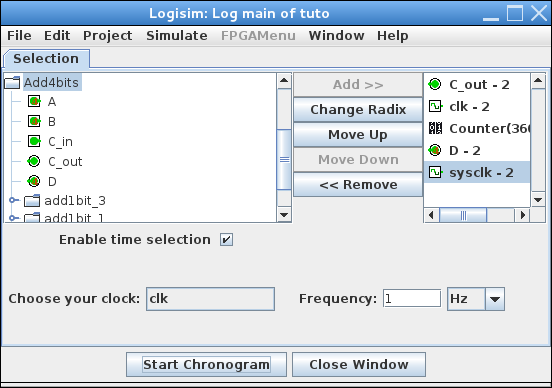 Logisim: Log main of tuto
File Edit Project Simulate FPGAMenu Window Help
Selection
Add4bits
A
B
C_in
C_out
D
add1bit_3
add1bit_1
Add >>
Change Radix
Move Up
Move Down
<< Remove
C_out - 2
clk - 2
Counter(36
D - 2
sysclk - 2
Enable time selection
Choose your clock: clk Frequency: 1 Hz
Start Chronogram Close Window